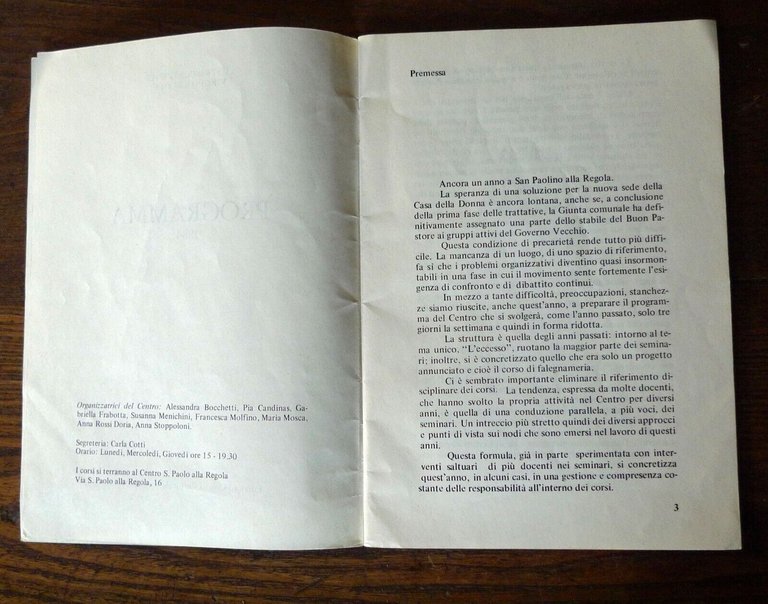 PROGRAMMA
Organizzatrici del Centro: Alessandra Bocchetti, Pia Candinas, Ga-
briella Frabotta, Susanna Menichini, Francesca Molfino, Maria Mosca,
Anna Rossi Doria, Anna Stoppoloni.
Segreteria: Carla Cotti
Orario: Lunedì, Mercoledì, Giovedì ore 15 - 19.30
I corsi si terranno al Centro S. Paolo alla Regola
Via S. Paolo alla Regola, 16
Premessa
Ancora un anno a San Paolino alla Regola.
La speranza di una soluzione per la nuova sede della
Casa della Donna è ancora lontana, anche se, a conclusione
della prima fase delle trattative, la Giunta comunale ha de-
finitivamente assegnato una parte dello stabile del Buon Pa-
store ai gruppi attivi del Governo Vecchio.
Questa condizione di precarietà rende tutto più diffi-
cile. La mancanza di un luogo, di uno spazio di riferimento,
fa sì che i problemi organizzativi diventino quasi insormon-
tabili in una fase in cui il movimento sente fortemente l'esi-
genza di confronto e di dibattito continui.
In mezzo a tante difficoltà, preoccupazioni, stanchez-
ze siamo riuscite, anche quest'anno, a preparare il program-
ma del Centro che si svolgerà, come l'anno passato, solo tre
giorni la settimana e quindi in forma ridotta.
La struttura è quella degli anni passati: intorno al te-
ma unico, "L'eccesso", ruotano la maggior parte dei semina-
ri; inoltre, si è concretizzato quello che era solo un progetto
annunciato e cioè il corso di falegnameria.
Ci è sembrato importante eliminare il riferimento di-
sciplinare dei corsi. La tendenza, espressa da molte docenti,
che hanno svolto la propria attività nel Centro per diversi
anni, è quella di una conduzione parallela, a più voci, dei
seminari. Un intreccio più stretto quindi dei diversi approcci
e punti di vista sui nodi che sono emersi nel lavoro di questi
anni.
Questa formula, già in parte sperimentata con inter-
venti saltuari di più docenti nei seminari, si concretizza
quest'anno, in alcuni casi, in una gestione e compresenza co-
stante delle responsabilità all'interno dei corsi.
3